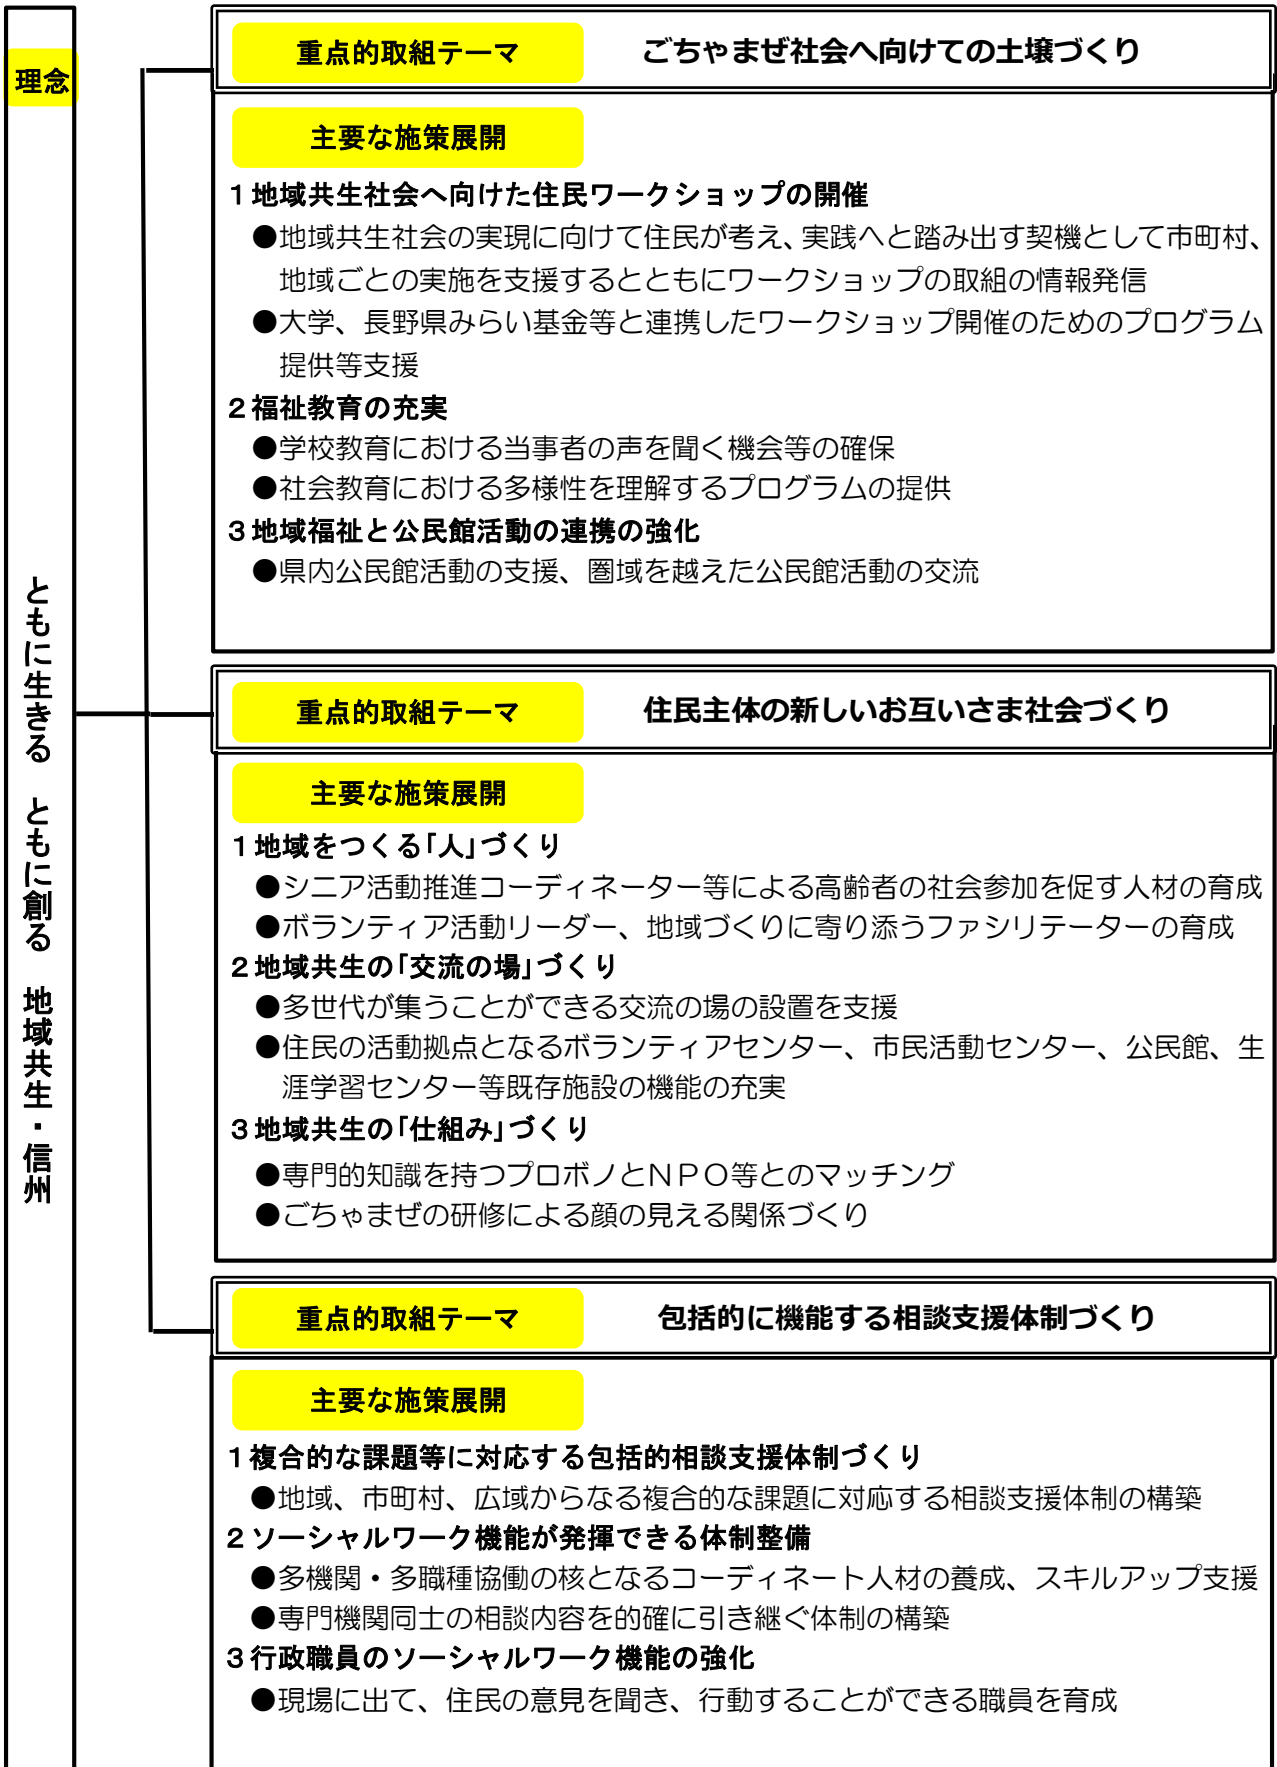 理念
ともに生きる　ともに創る　地域共生・信州
重点的取組テーマ
ごちゃまぜ社会へ向けての土壌づくり
主要な施策展開
1 地域共生社会へ向けた住民ワークショップの開催
●地域共生社会の実現に向けて住民が考え、実践へと踏み出す契機として市町村、
地域ごとの実施を支援するとともにワークショップの取組の情報発信
●大学、長野県みらい基金等と連携したワークショップ開催のためのプログラム
提供等支援
2 福祉教育の充実
●学校教育における当事者の声を聞く機会等の確保
●社会教育における多様性を理解するプログラムの提供
3 地域福祉と公民館活動の連携の強化
●県内公民館活動の支援、圏域を越えた公民館活動の交流
重点的取組テーマ
住民主体の新しいお互いさま社会づくり
主要な施策展開
1 地域をつくる「人」づくり
●シニア活動推進コーディネーター等による高齢者の社会参加を促す人材の育成
●ボランティア活動リーダー、地域づくりに寄り添うファシリテーターの育成
2 地域共生の「交流の場」づくり
●多世代が集うことができる交流の場の設置を支援
●住民の活動拠点となるボランティアセンター、市民活動センター、公民館、生
涯学習センター等既存施設の機能の充実
3 地域共生の「仕組み」づくり
●専門的知識を持つプロボノとＮＰＯ等とのマッチング
●ごちゃまぜの研修による顔の見える関係づくり
重点的取組テーマ
包括的に機能する相談支援体制づくり
主要な施策展開
1 複合的な課題等に対応する包括的相談支援体制づくり
●地域、市町村、広域からなる複合的な課題に対応する相談支援体制の構築
2 ソーシャルワーク機能が発揮できる体制整備
●多機関・多職種協働の核となるコーディネート人材の養成、スキルアップ支援
●専門機関同士の相談内容を的確に引き継ぐ体制の構築
3 行政職員のソーシャルワーク機能の強化
●現場に出て、住民の意見を聞き、行動することができる職員を育成